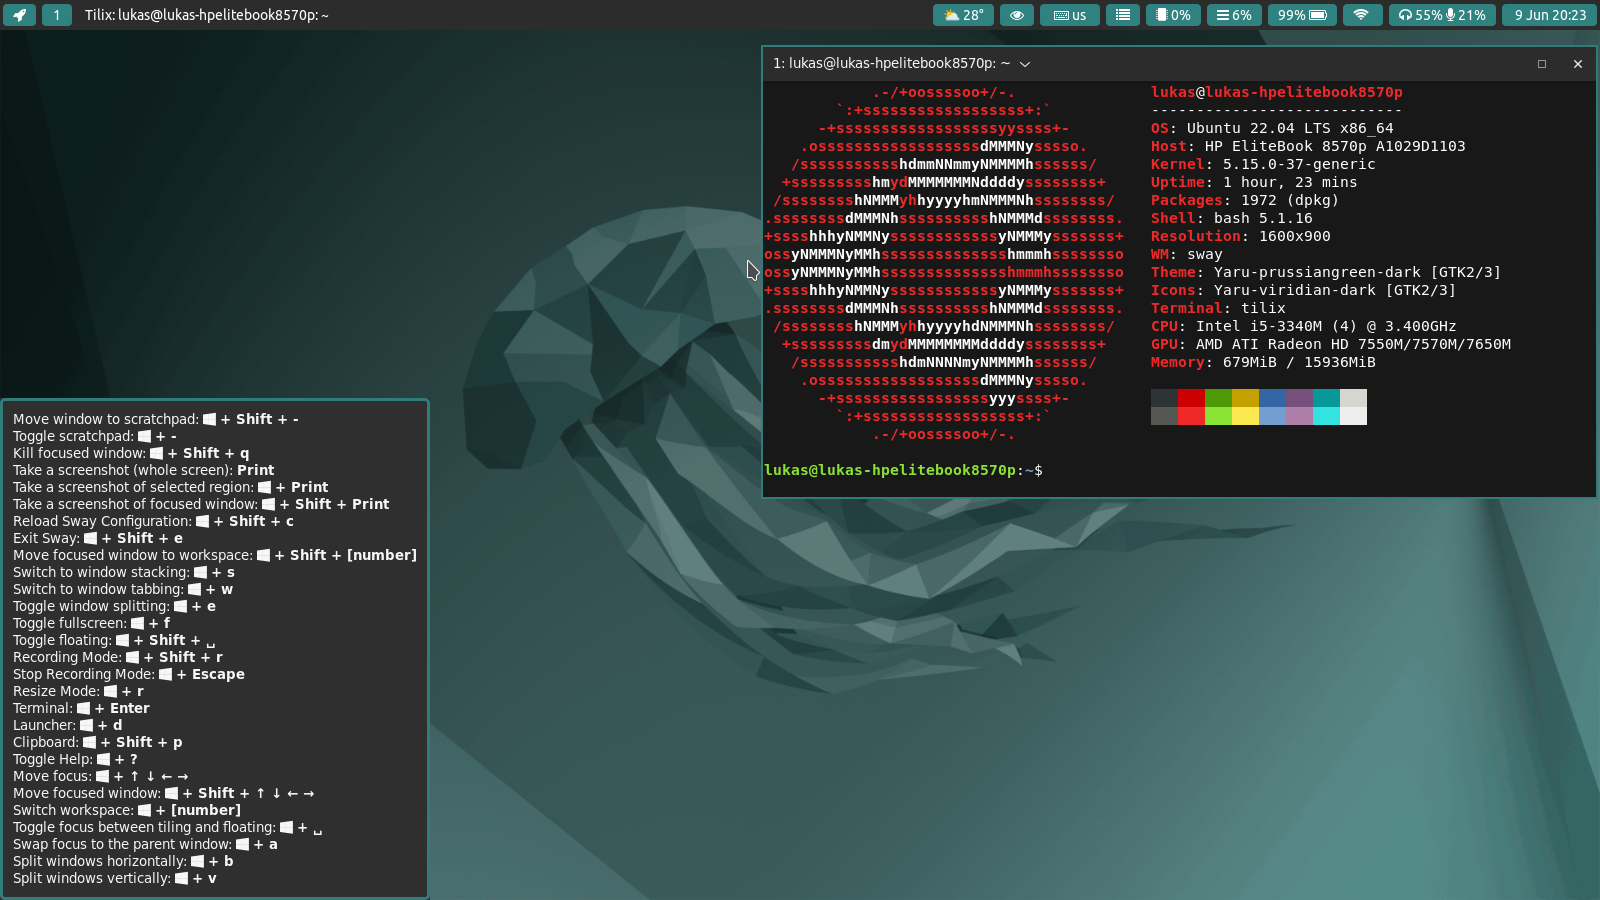 1 Tilix: lukas@lukas-hpelitebook8570p: ~ 28° us 0% 6% 99% 55% 21% 9 Jun 20:23
1: lukas@lukas-hpelitebook8570p: ~
.-/+oossssoo+/-.
`:+ssssssssssssssssss+:`
-+ssssssssssssssssssyyssss+-
.ossssssssssssssssssdMMMNysssso.
/ssssssssssshdmmNNmmyNMMMMhssssss/
+ssssssssshmydMMMMMMMNddddyssssssss+
/sssssssshNMMMyhhyyyyhmNMMMNhssssssss/
.ssssssssdMMMNhsssssssssshNMMMdssssssss.
+sssshhhyNMMNyssssssssssssyNMMMysssssss+
ossyNMMMNyMMhsssssssssssssshmmmhssssssso
ossyNMMMNyMMhsssssssssssssshmmmhssssssso
+sssshhhyNMMNyssssssssssssyNMMMysssssss+
.ssssssssdMMMNhsssssssssshNMMMdssssssss.
/sssssssshNMMMyhhyyyyhdNMMMNhssssssss/
+sssssssssdmydMMMMMMMMddddyssssssss+
/ssssssssssshdmNNNNmyNMMMMhssssss/
.ossssssssssssssssssdMMMNysssso.
-+sssssssssssssssssyyyssss+-
`:+ssssssssssssssssss+:`
.-/+oossssoo+/-.
lukas@lukas-hpelitebook8570p
----------------------------
OS: Ubuntu 22.04 LTS x86_64
Host: HP EliteBook 8570p A1029D1103
Kernel: 5.15.0-37-generic
Uptime: 1 hour, 23 mins
Packages: 1972 (dpkg)
Shell: bash 5.1.16
Resolution: 1600x900
WM: sway
Theme: Yaru-prussiangreen-dark [GTK2/3]
Icons: Yaru-viridian-dark [GTK2/3]
Terminal: tilix
CPU: Intel i5-3340M (4) @ 3.400GHz
GPU: AMD ATI Radeon HD 7550M/7570M/7650M
Memory: 679MiB / 15936MiB
lukas@lukas-hpelitebook8570p:~$
Move window to scratchpad: + Shift + -
Toggle scratchpad: + -
Kill focused window: + Shift + q
Take a screenshot (whole screen): Print
Take a screenshot of selected region: + Print
Take a screenshot of focused window: + Shift + Print
Reload Sway Configuration: + Shift + c
Exit Sway: + Shift + e
Move focused window to workspace: + Shift + [number]
Switch to window stacking: + s
Switch to window tabbing: + w
Toggle window splitting: + e
Toggle fullscreen: + f
Toggle floating: + Shift + ␣
Recording Mode: + Shift + r
Stop Recording Mode: + Escape
Resize Mode: + r
Terminal: + Enter
Launcher: + d
Clipboard: + Shift + p
Toggle Help: + ?
Move focus: + ↑ ↓ ← →
Move focused window: + Shift + ↑ ↓ ← →
Switch workspace: + [number]
Toggle focus between tiling and floating: + ␣
Swap focus to the parent window: + a
Split windows horizontally: + b
Split windows vertically: + v